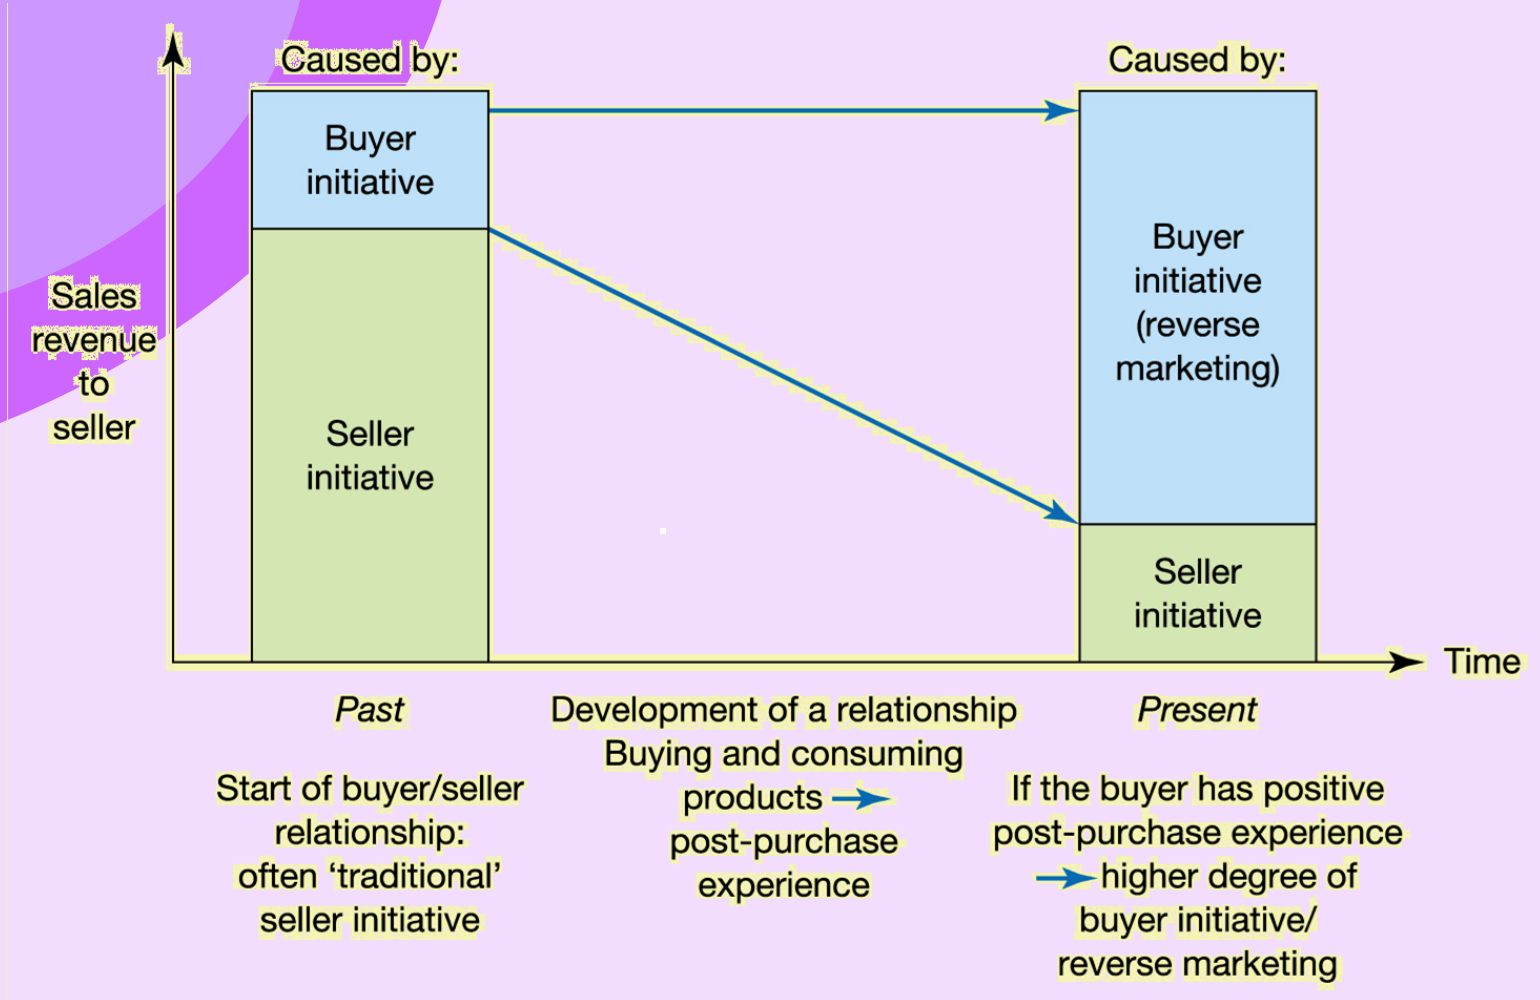 Caused by:
Caused by:
Buyer
initiative
Seller
initiative
Buyer
initiative
(reverse
marketing)
Seller
initiative
Sales
revenue
to
seller
Time
Past
Start of buyer/seller
relationship:
often ‘traditional’
seller initiative
Development of a relationship
Buying and consuming
products
post-purchase
experience
Present
If the buyer has positive
post-purchase experience
higher degree of
buyer initiative/
reverse marketing